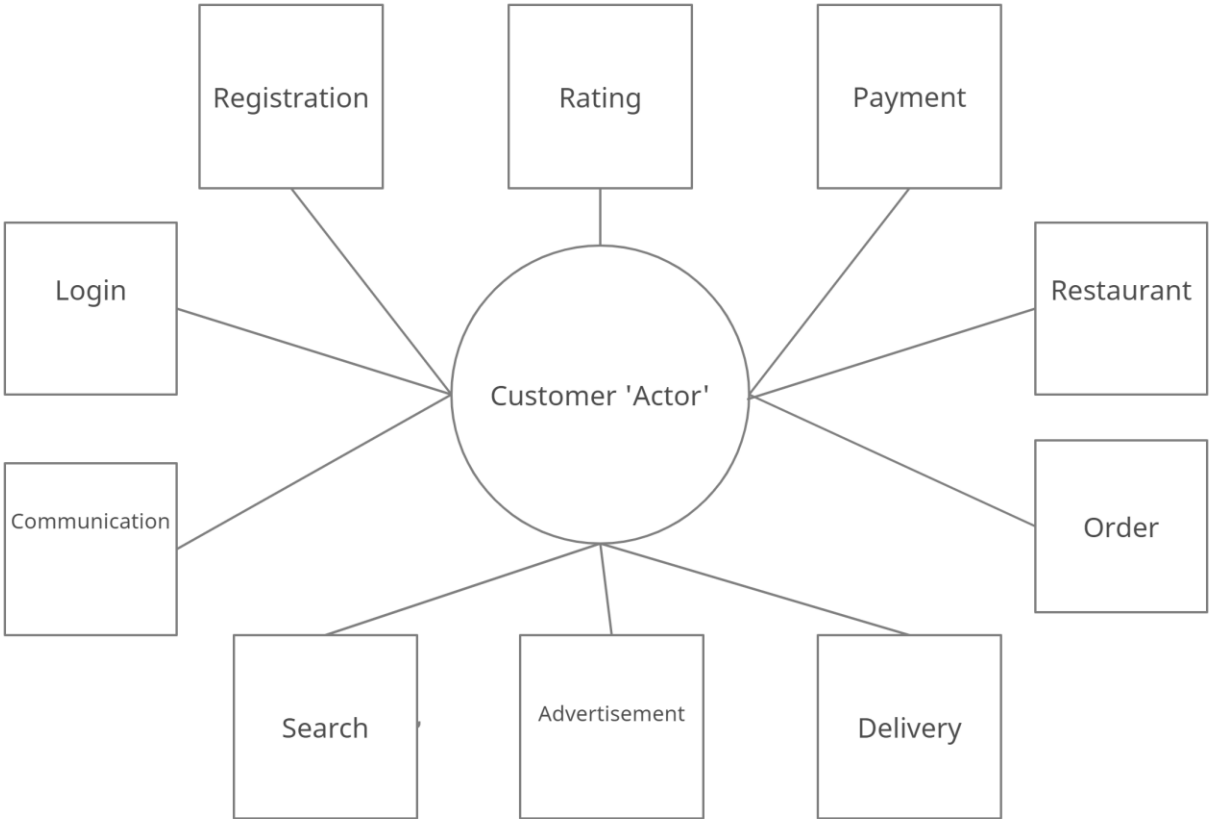 Registration
Rating
Payment
Login
Restaurant
Customer 'Actor'
Communication
Order
Search
Advertisement
Delivery